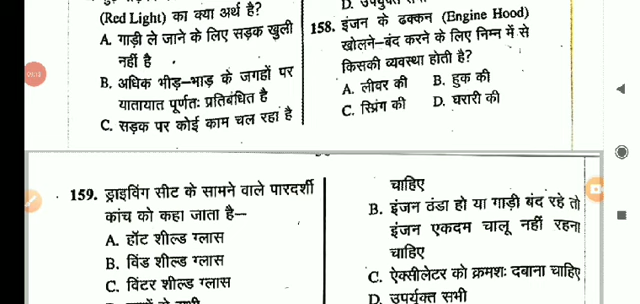 (Red Light) का क्या अर्थ है?
A. गाड़ी ले जाने के लिए सड़क खुली
नहीं है
B. अधिक भीड़–भाड़ के जगहों पर
यातायात पूर्णतः प्रतिबंधित है
C. सड़क पर कोई काम चल रहा है
158. इंजन के ढक्कन (Engine Hood)
खोलने–बंद करने के लिए निम्न में से
किसकी व्यवस्था होती है?
A. लीवर की B. हुक की
C. स्प्रिंग की D. घरारी की
159. ड्राइविंग सीट के सामने वाले पारदर्शी
कांच को कहा जाता है–
A. हॉट शील्ड ग्लास
B. विंड शील्ड ग्लास
C. विंटर शील्ड ग्लास
चाहिए
B. इंजन ठंडा हो या गाड़ी बंद रहे तो
इंजन एकदम चालू नहीं रहना
चाहिए
C. ऐक्सीलेटर को क्रमशः दबाना चाहिए
D. उपर्युक्त सभी